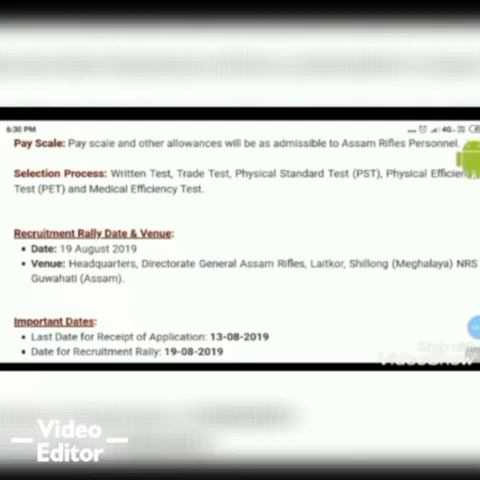 6:30 PM
4G
Pay Scale: Pay scale and other allowances will be as admissible to Assam Rifles Personnel.
Selection Process: Written Test, Trade Test, Physical Standard Test (PST), Physical Efficien
Test (PET) and Medical Efficiency Test.
Recruitment Rally Date & Venue:
• Date: 19 August 2019
• Venue: Headquarters, Directorate General Assam Rifles, Laitkor, Shillong (Meghalaya) NRS
Guwahati (Assam).
Important Dates:
• Last Date for Receipt of Application: 13-08-2019
• Date for Recruitment Rally: 19-08-2019
Made with
VideoShow
Video
Editor